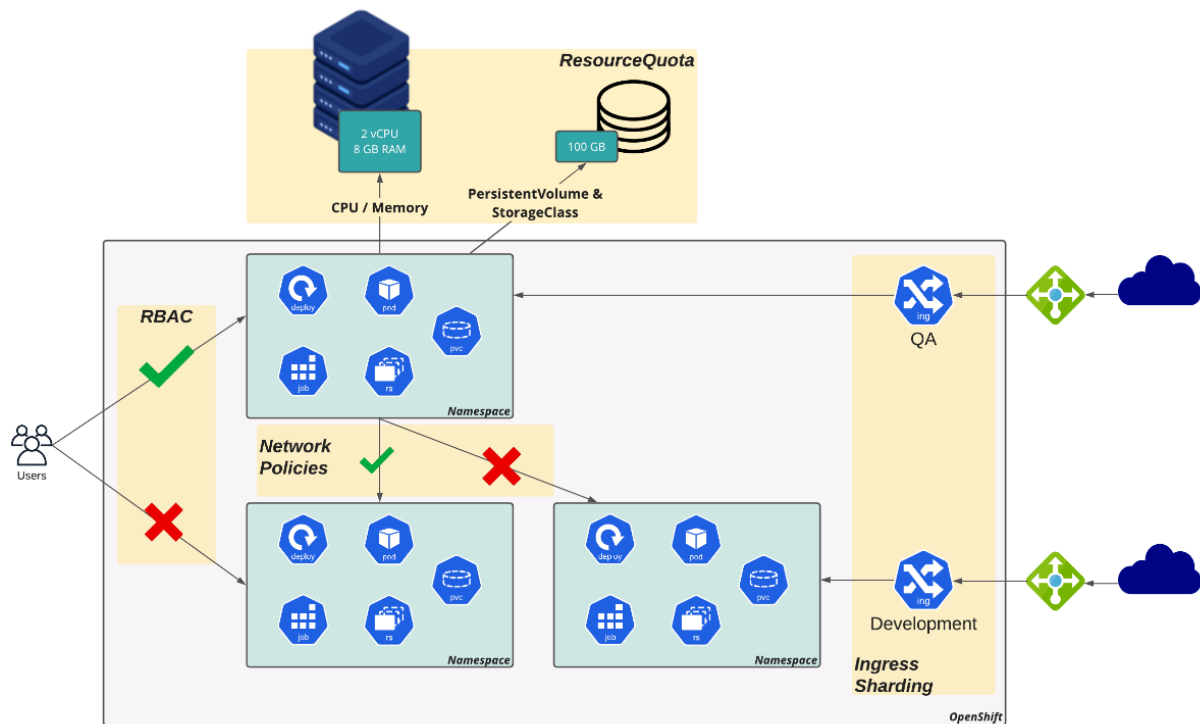 ResourceQuota
2 vCPU
8 GB RAM
100 GB
CPU / Memory
PersistentVolume &
StorageClass
RBAC
deploy
pod
pvc
job
rs
Namespace
ing
QA
Users
Network
Policies
deploy
pod
pvc
job
rs
Namespace
deploy
pod
pvc
job
rs
Namespace
ing
Development
Ingress
Sharding
OpenShift